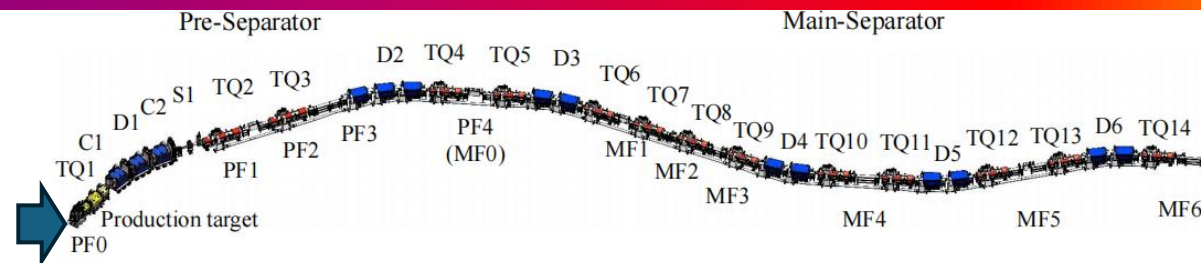 Pre-Separator
Main-Separator
TQ1 C1 D1 C2 S1 TQ2 TQ3 D2 TQ4 TQ5 D3 TQ6 TQ7 TQ8 TQ9 D4 TQ10 TQ11 D5 TQ12 TQ13 D6 TQ14
Production target
PF0 PF1 PF2 PF3 PF4 MF1 MF2 MF3 MF4 MF5 MF6
(MF0)